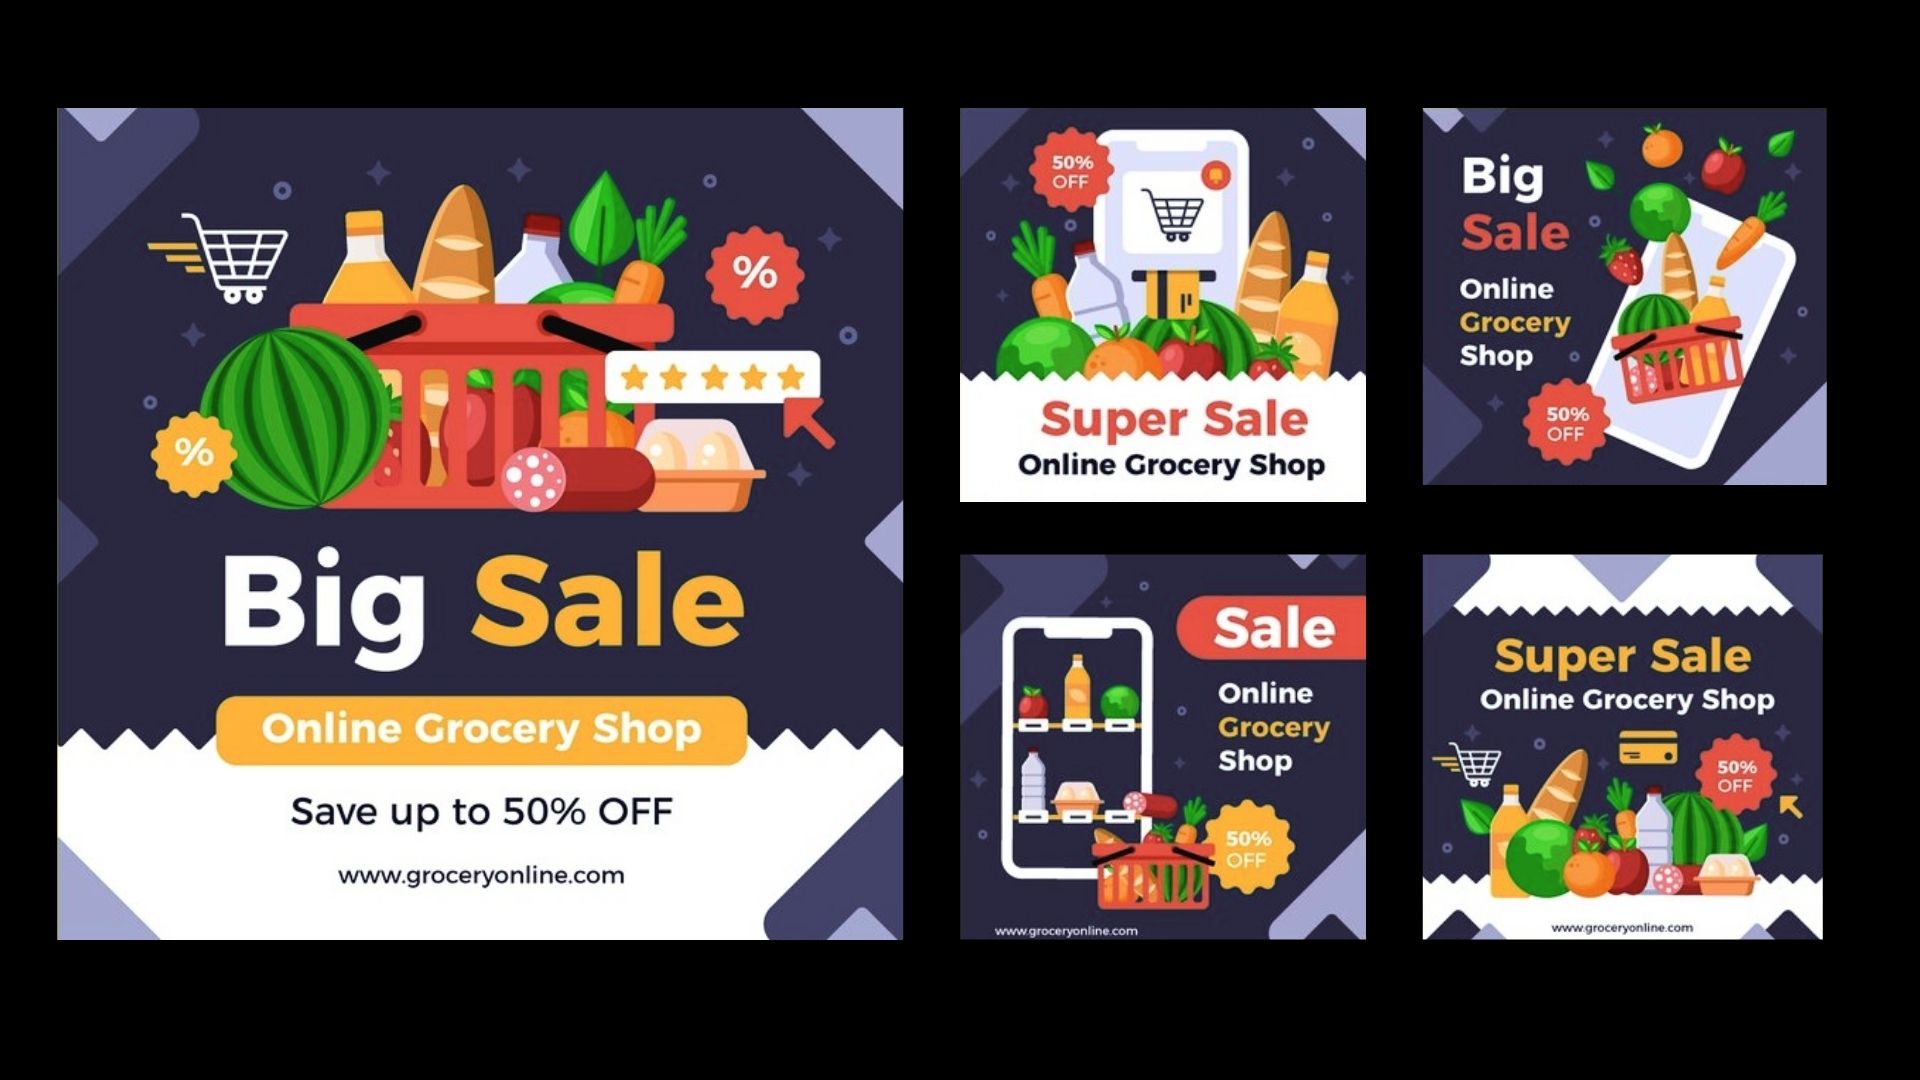 %
%
Big Sale
Online Grocery Shop
Save up to 50% OFF
www.groceryonline.com
50%
OFF
Super Sale
Online Grocery Shop
Big
Sale
Online
Grocery
Shop
50%
OFF
Sale
Online
Grocery
Shop
50%
OFF
www.groceryonline.com
Super Sale
Online Grocery Shop
50%
OFF
www.groceryonline.com